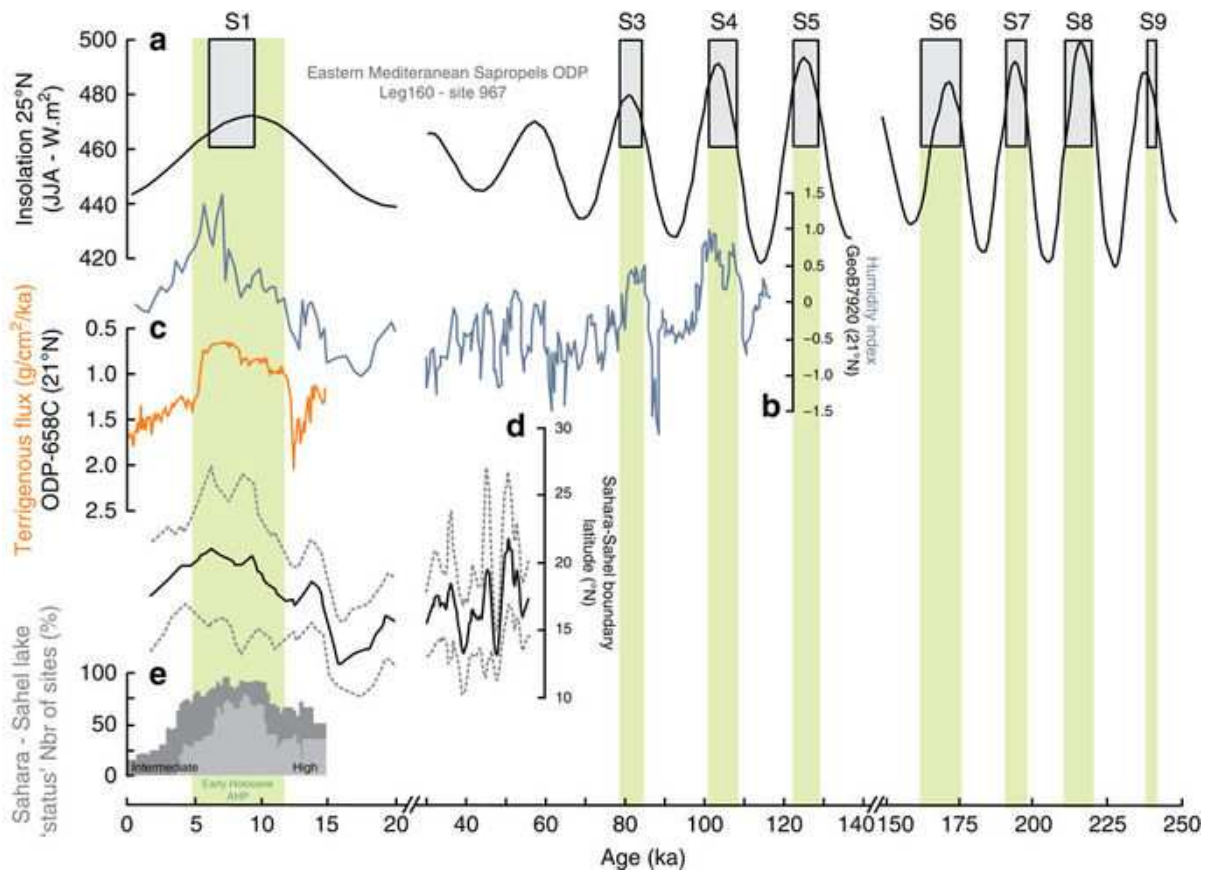 S1
S3
S4
S5
S6
S7
S8
S9
a
Eastern Mediteranean Sapropels ODP
Leg160 - site 967
Insolation 25°N
(JJA - W.m²)
500
480
460
440
420
1.5
1.0
0.5
0
−0.5
−1.0
−1.5
Humidity index
GeoB7920 (21°N)
b
c
Terrigenous flux (g/cm²/ka)
ODP-658C (21°N)
0.5
1.0
1.5
2.0
2.5
d
30
25
20
15
10
Sahara-Sahel boundary
latitude (°N)
e
Sahara - Sahel lake
'status' Nbr of sites (%)
100
50
0
Intermediate
High
Early Holocene
AHP
0
5
10
15
20
40
60
80
100
120
140
150
175
200
225
250
Age (ka)